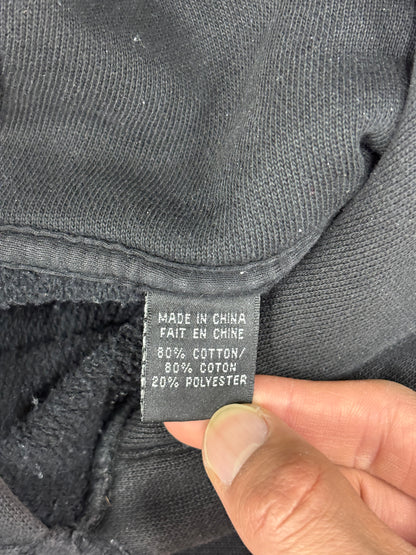 MADE IN CHINA
FAIT EN CHINE
80% COTTON/
80% COTON
20% POLYESTER